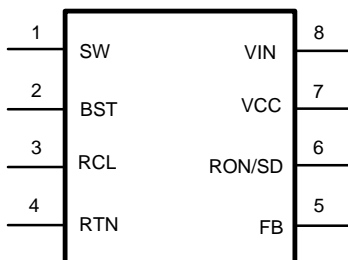 1 SW VIN 8
2 BST VCC 7
3 RCL RON/SD 6
4 RTN FB 5